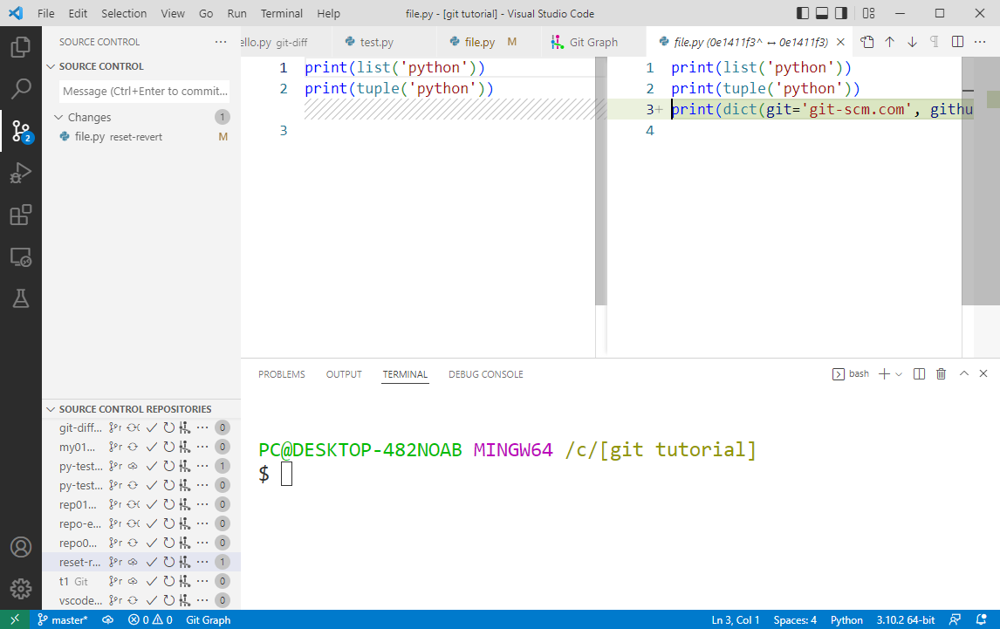 File Edit Selection View Go Run Terminal Help file.py - [git tutorial] - Visual Studio Code
SOURCE CONTROL ···
SOURCE CONTROL
Message (Ctrl+Enter to commit...
Changes 1
file.py reset-revert M
ello.py git-diff test.py file.py M Git Graph file.py (0e1411f3^ ↔ 0e1411f3)
1 print(list('python'))
2 print(tuple('python'))
3
1 print(list('python'))
2 print(tuple('python'))
3+ print(dict(git='git-scm.com', githu
4
2
PROBLEMS OUTPUT TERMINAL DEBUG CONSOLE bash
PC@DESKTOP-482NOAB MINGW64 /c/[git tutorial]
$
SOURCE CONTROL REPOSITORIES
git-diff... r ··· 0
my01... r ··· 0
py-test... r ··· 1
py-test... r ··· 0
rep01... r ··· 0
repo-e... r ··· 0
repo0... r ··· 0
reset-r... r ··· 1
t1 Git r ··· 0
vscode... r ··· 0
master* 0 0 Git Graph Ln 3, Col 1 Spaces: 4 Python 3.10.2 64-bit